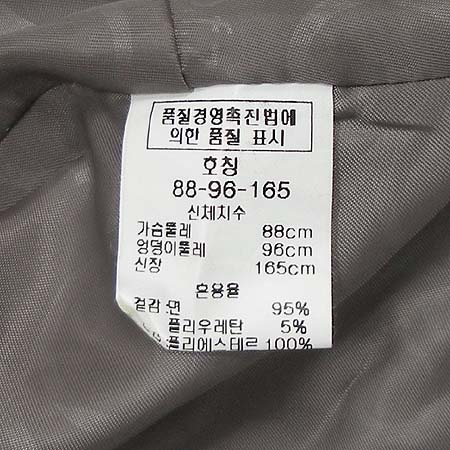 품질경영촉진법에
의한 품질 표시
호칭
88-96-165
신체치수
가슴둘레 88cm
엉덩이둘레 96cm
신장 165cm
혼용율
겉감:면 95%
폴리우레탄 5%
폴리에스테르 100%